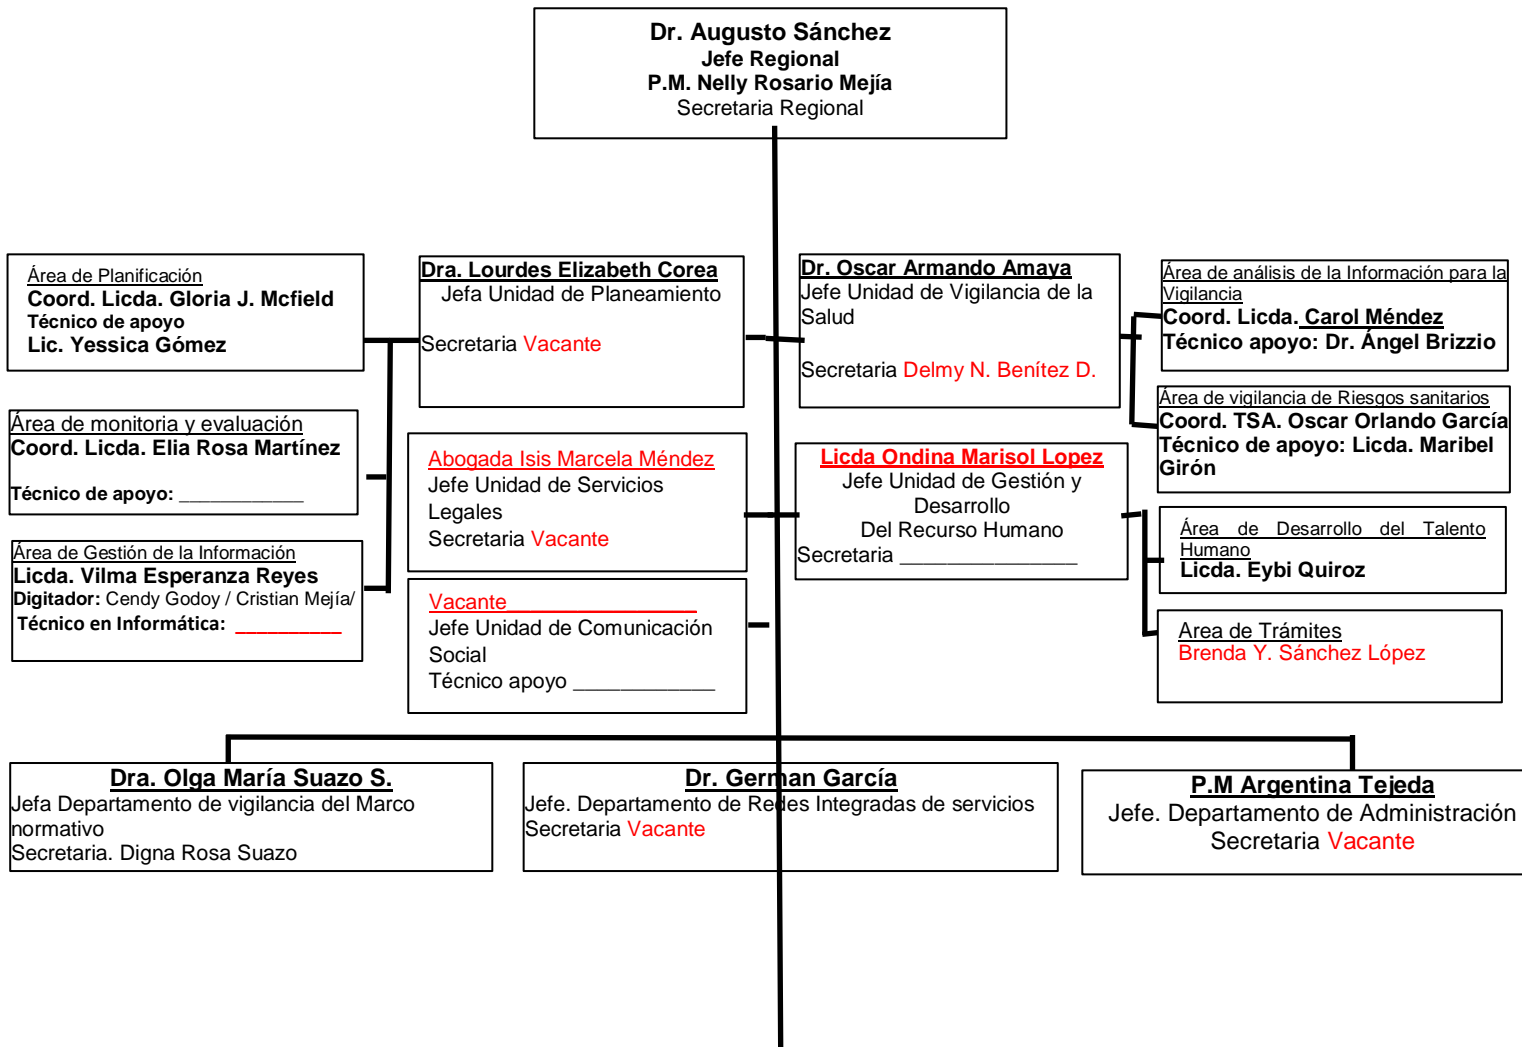 Dr. Augusto Sánchez
Jefe Regional
P.M. Nelly Rosario Mejía
Secretaria Regional
Área de Planificación
Coord. Licda. Gloria J. Mcfield
Técnico de apoyo
Lic. Yessica Gómez
Dra. Lourdes Elizabeth Corea
Jefa Unidad de Planeamiento
Secretaria Vacante
Dr. Oscar Armando Amaya
Jefe Unidad de Vigilancia de la
Salud
Secretaria Delmy N. Benítez D.
Área de análisis de la Información para la
Vigilancia
Coord. Licda. Carol Méndez
Técnico apoyo: Dr. Ángel Brizzio
Área de vigilancia de Riesgos sanitarios
Coord. TSA. Oscar Orlando García
Técnico de apoyo: Licda. Maribel
Girón
Área de monitoria y evaluación
Coord. Licda. Elia Rosa Martínez
Técnico de apoyo: ____________
Abogada Isis Marcela Méndez
Jefe Unidad de Servicios
Legales
Secretaria Vacante
Licda Ondina Marisol Lopez
Jefe Unidad de Gestión y
Desarrollo
Del Recurso Humano
Secretaria ________________
Área de Desarrollo del Talento
Humano
Licda. Eybi Quiroz
Área de Gestión de la Información
Licda. Vilma Esperanza Reyes
Digitador: Cendy Godoy / Cristian Mejía/
Técnico en Informática: __________
Vacante_________________
Jefe Unidad de Comunicación
Social
Técnico apoyo _____________
Area de Trámites
Brenda Y. Sánchez López
Dra. Olga María Suazo S.
Jefa Departamento de vigilancia del Marco
normativo
Secretaria. Digna Rosa Suazo
Dr. German García
Jefe. Departamento de Redes Integradas de servicios
Secretaria Vacante
P.M Argentina Tejeda
Jefe. Departamento de Administración
Secretaria Vacante